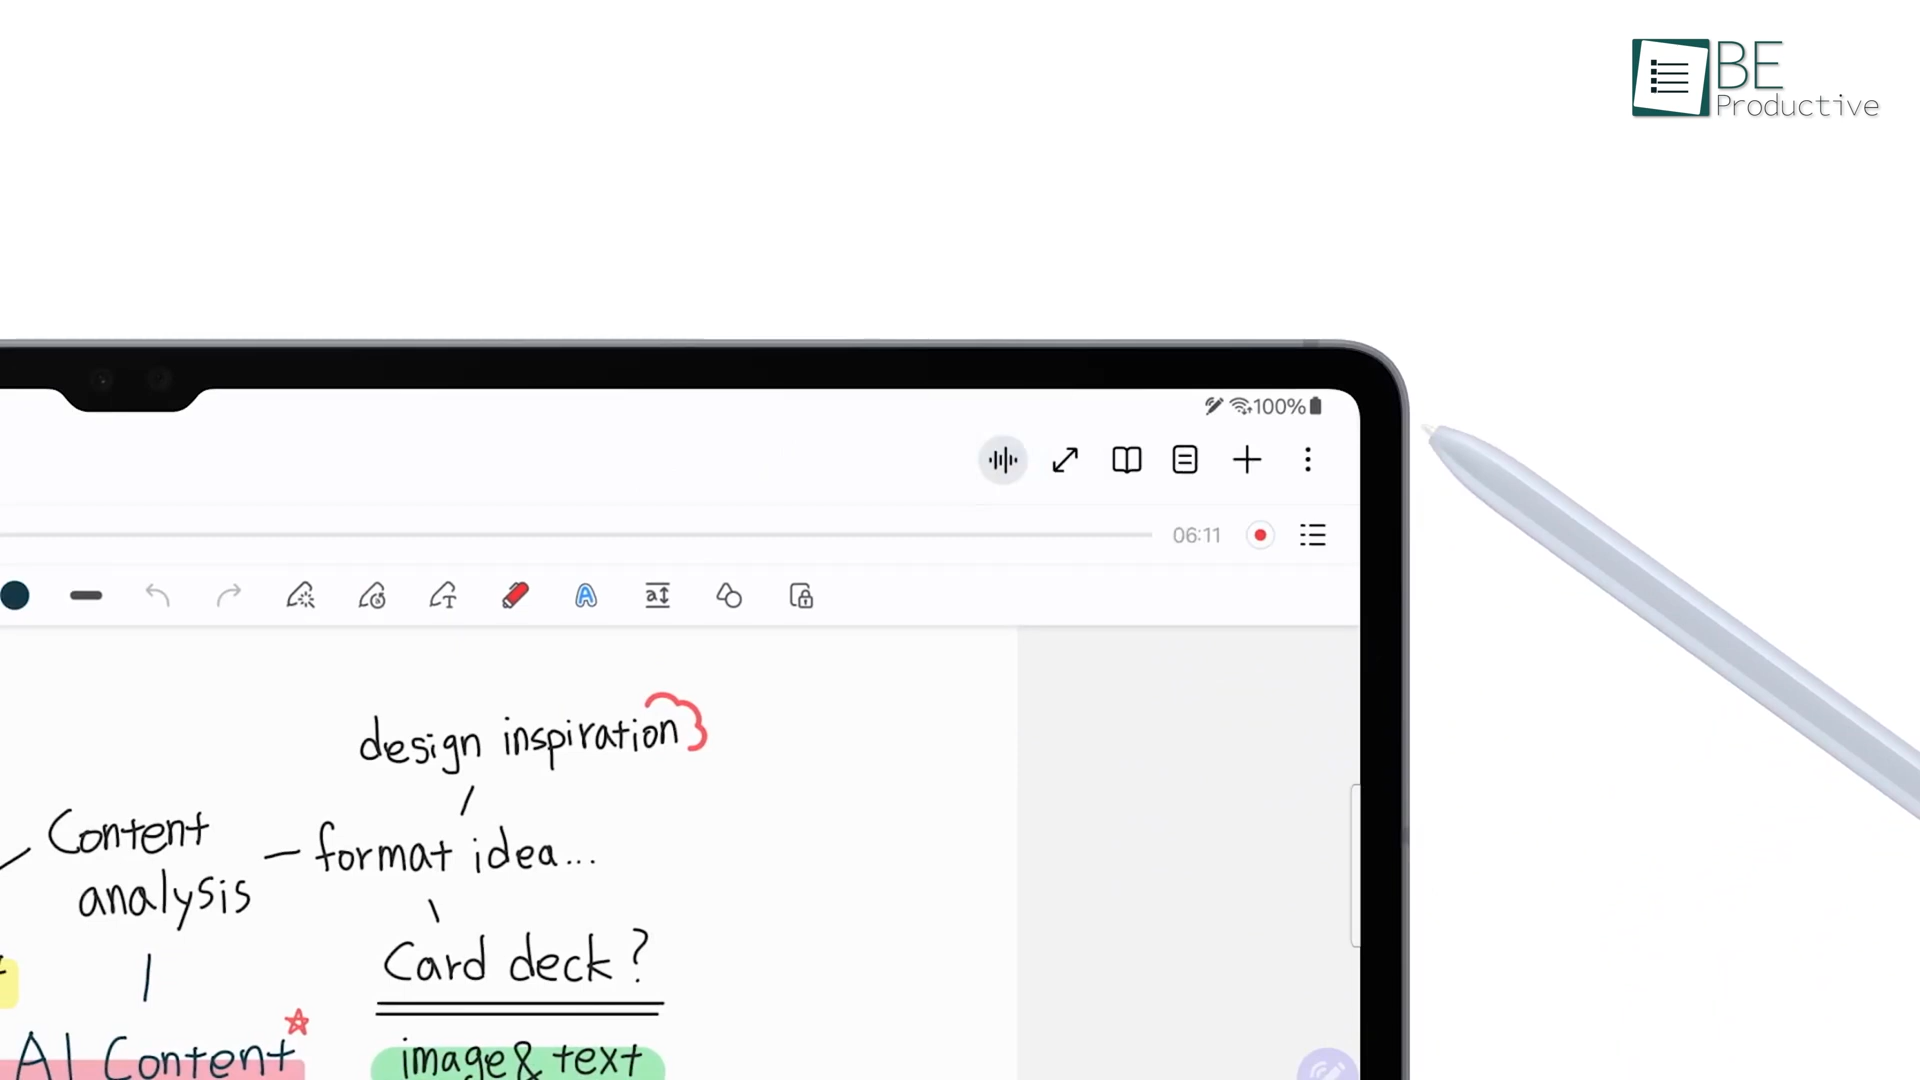 BE
Productive
100%
06:11
design inspiration
Content
analysis
format idea...
Card deck?
AI Content
image & text